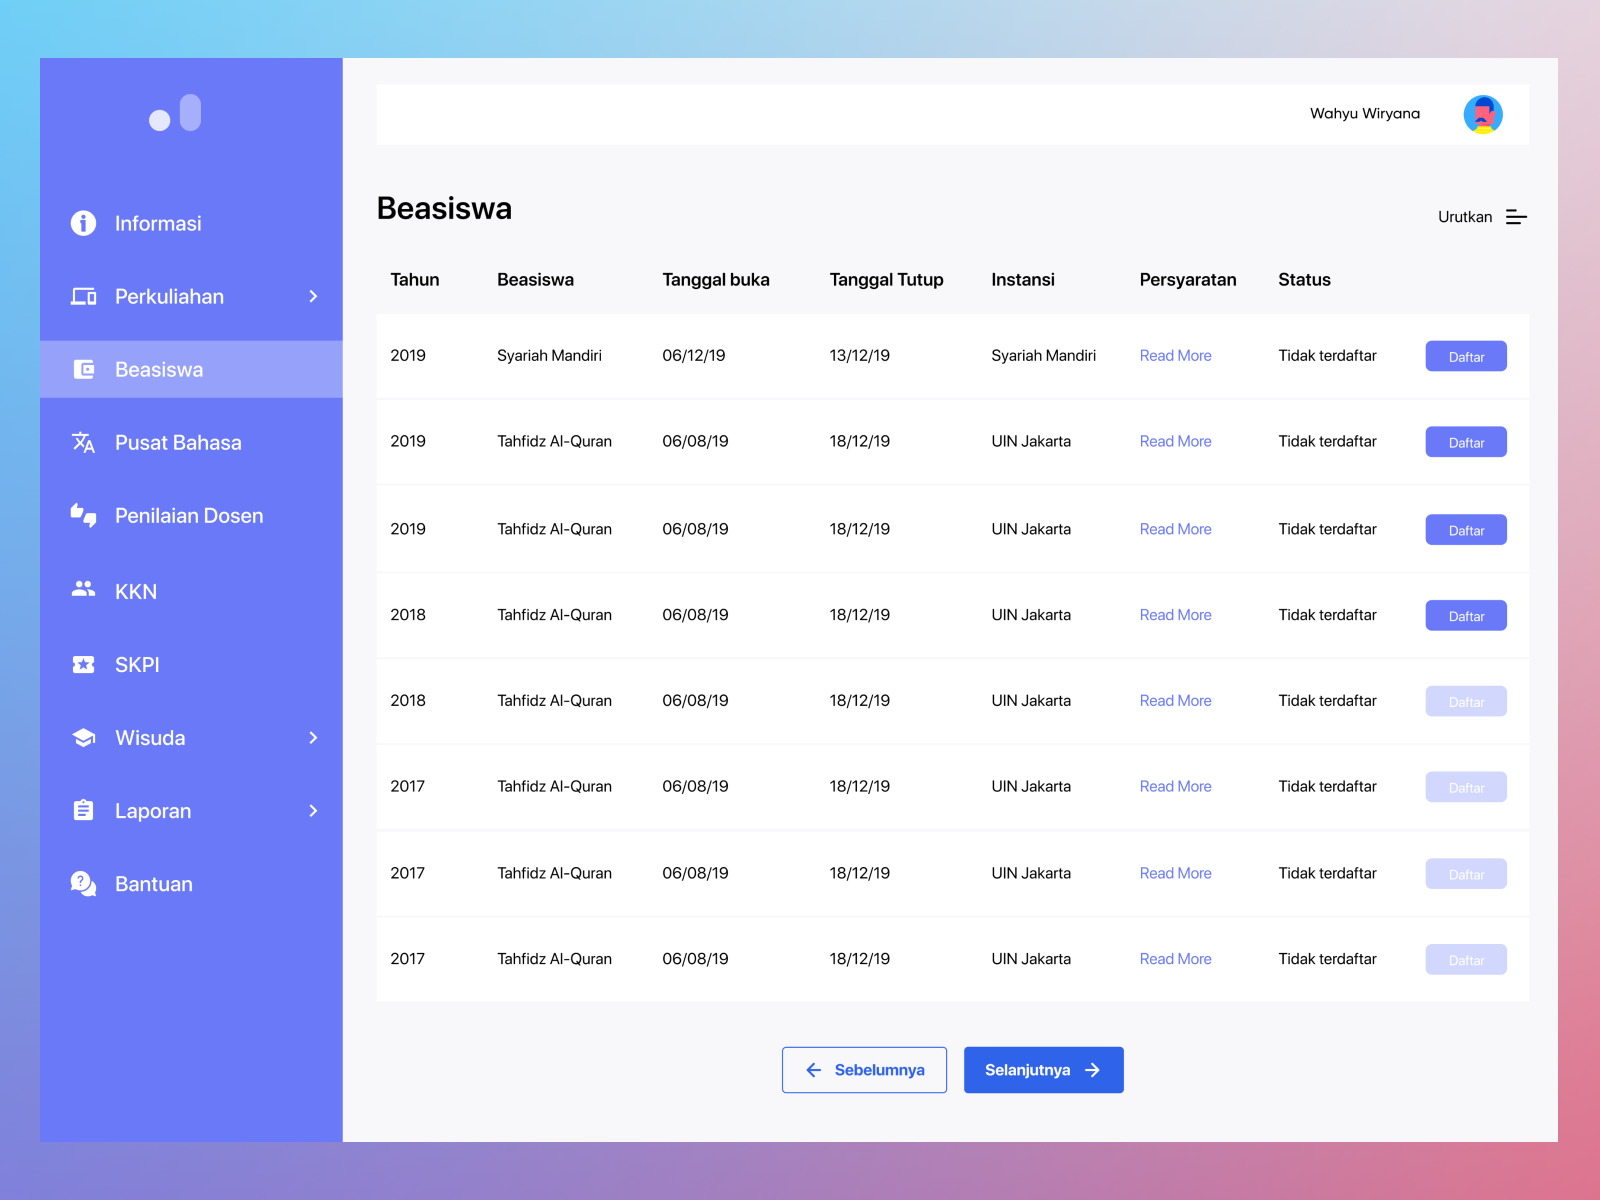 Wahyu Wiryana
Informasi
Perkuliahan
Beasiswa
Pusat Bahasa
Penilaian Dosen
KKN
SKPI
Wisuda
Laporan
Bantuan
Beasiswa
Urutkan
Tahun Beasiswa Tanggal buka Tanggal Tutup Instansi Persyaratan Status
2019 Syariah Mandiri 06/12/19 13/12/19 Syariah Mandiri Read More Tidak terdaftar Daftar
2019 Tahfidz Al-Quran 06/08/19 18/12/19 UIN Jakarta Read More Tidak terdaftar Daftar
2019 Tahfidz Al-Quran 06/08/19 18/12/19 UIN Jakarta Read More Tidak terdaftar Daftar
2018 Tahfidz Al-Quran 06/08/19 18/12/19 UIN Jakarta Read More Tidak terdaftar Daftar
2018 Tahfidz Al-Quran 06/08/19 18/12/19 UIN Jakarta Read More Tidak terdaftar Daftar
2017 Tahfidz Al-Quran 06/08/19 18/12/19 UIN Jakarta Read More Tidak terdaftar Daftar
2017 Tahfidz Al-Quran 06/08/19 18/12/19 UIN Jakarta Read More Tidak terdaftar Daftar
2017 Tahfidz Al-Quran 06/08/19 18/12/19 UIN Jakarta Read More Tidak terdaftar Daftar
Sebelumnya Selanjutnya